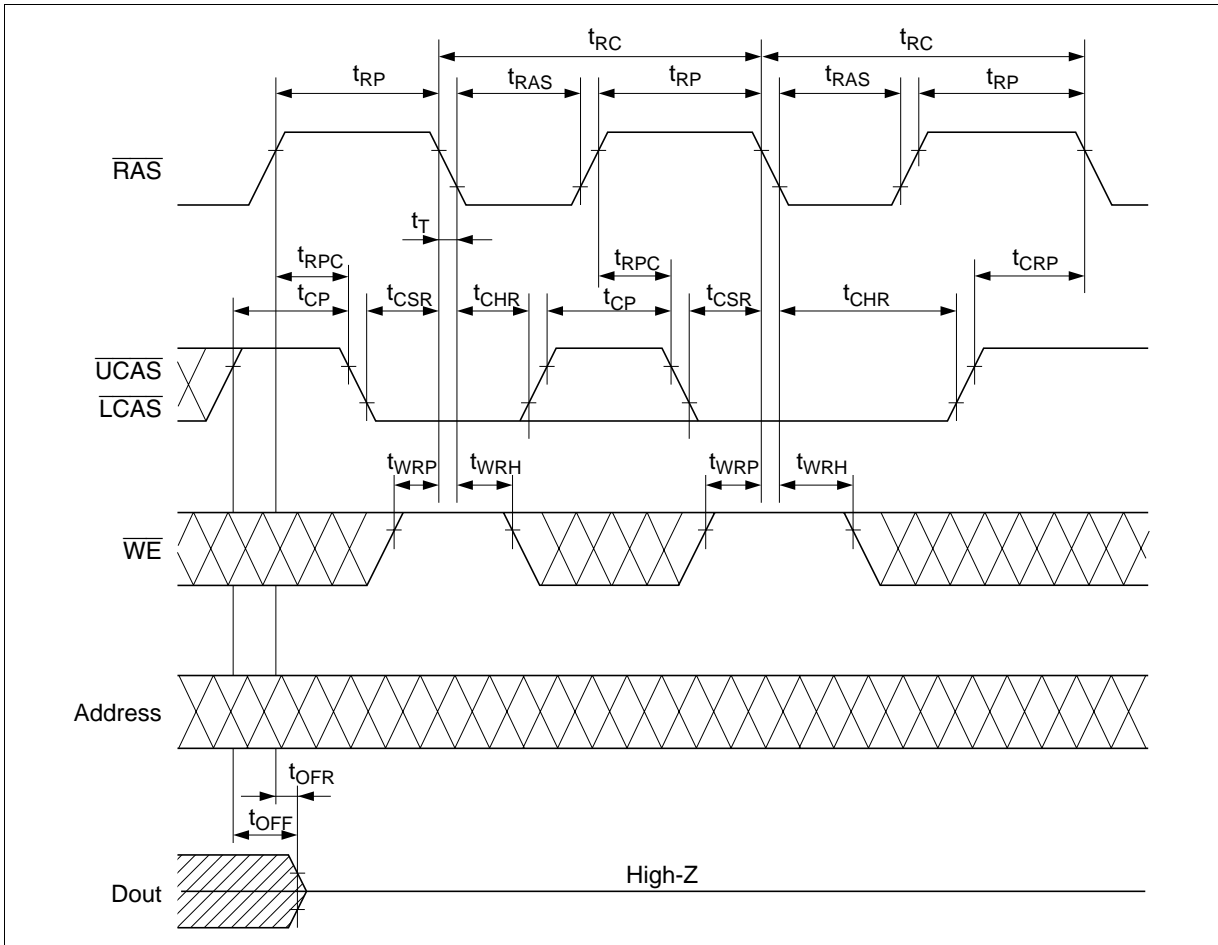 tRC tRC
tRP tRAS tRP tRAS tRP
RAS
tT
tRPC tRPC tCRP
tCP tCSR tCHR tCP tCSR tCHR
UCAS
LCAS
tWRP tWRH tWRP tWRH
WE
Address
tOFR
tOFF
High-Z
Dout